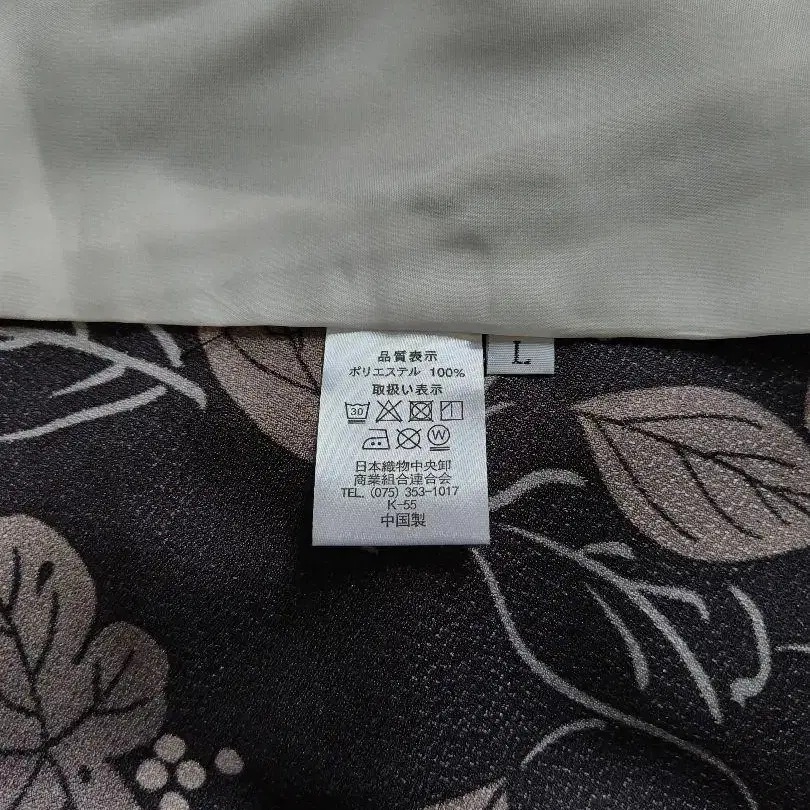 品質表示
ポリエステル 100%
取扱い表示
30
W
日本織物中央卸
商業組合連合会
TEL. (075) 353-1017
K-55
中国製
L